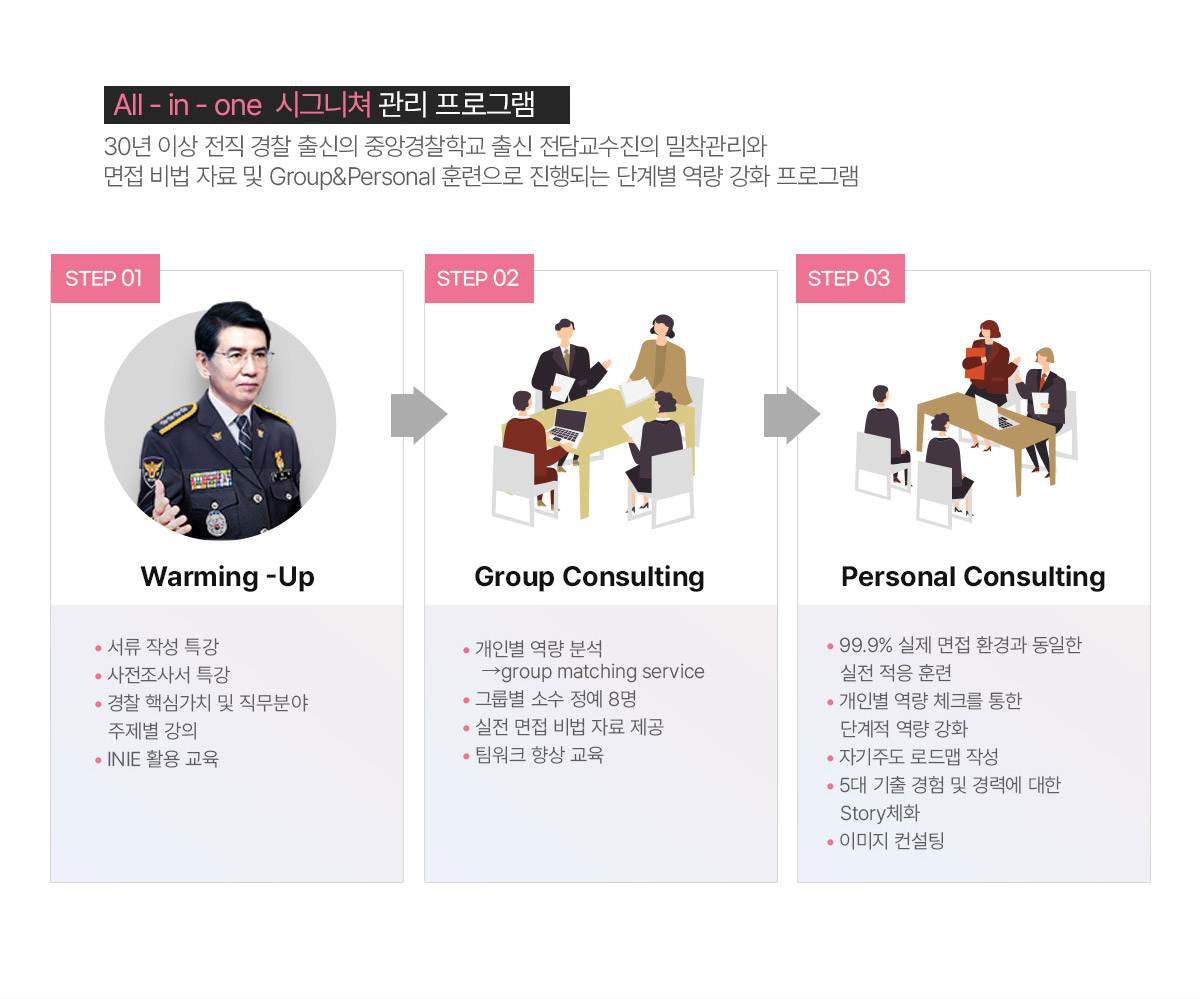 All - in - one 시그니쳐 관리 프로그램
30년 이상 전직 경찰 출신의 중앙경찰학교 출신 전담교수진의 밀착관리와
면접 비법 자료 및 Group&Personal 훈련으로 진행되는 단계별 역량 강화 프로그램
STEP 01
Warming -Up
• 서류 작성 특강
• 사전조사서 특강
• 경찰 핵심가치 및 직무분야
주제별 강의
• INIE 활용 교육
STEP 02
Group Consulting
• 개인별 역량 분석
→group matching service
• 그룹별 소수 정예 8명
• 실전 면접 비법 자료 제공
• 팀워크 향상 교육
STEP 03
Personal Consulting
• 99.9% 실제 면접 환경과 동일한
실전 적응 훈련
• 개인별 역량 체크를 통한
단계적 역량 강화
• 자기주도 로드맵 작성
• 5대 기출 경험 및 경력에 대한
Story체화
• 이미지 컨설팅